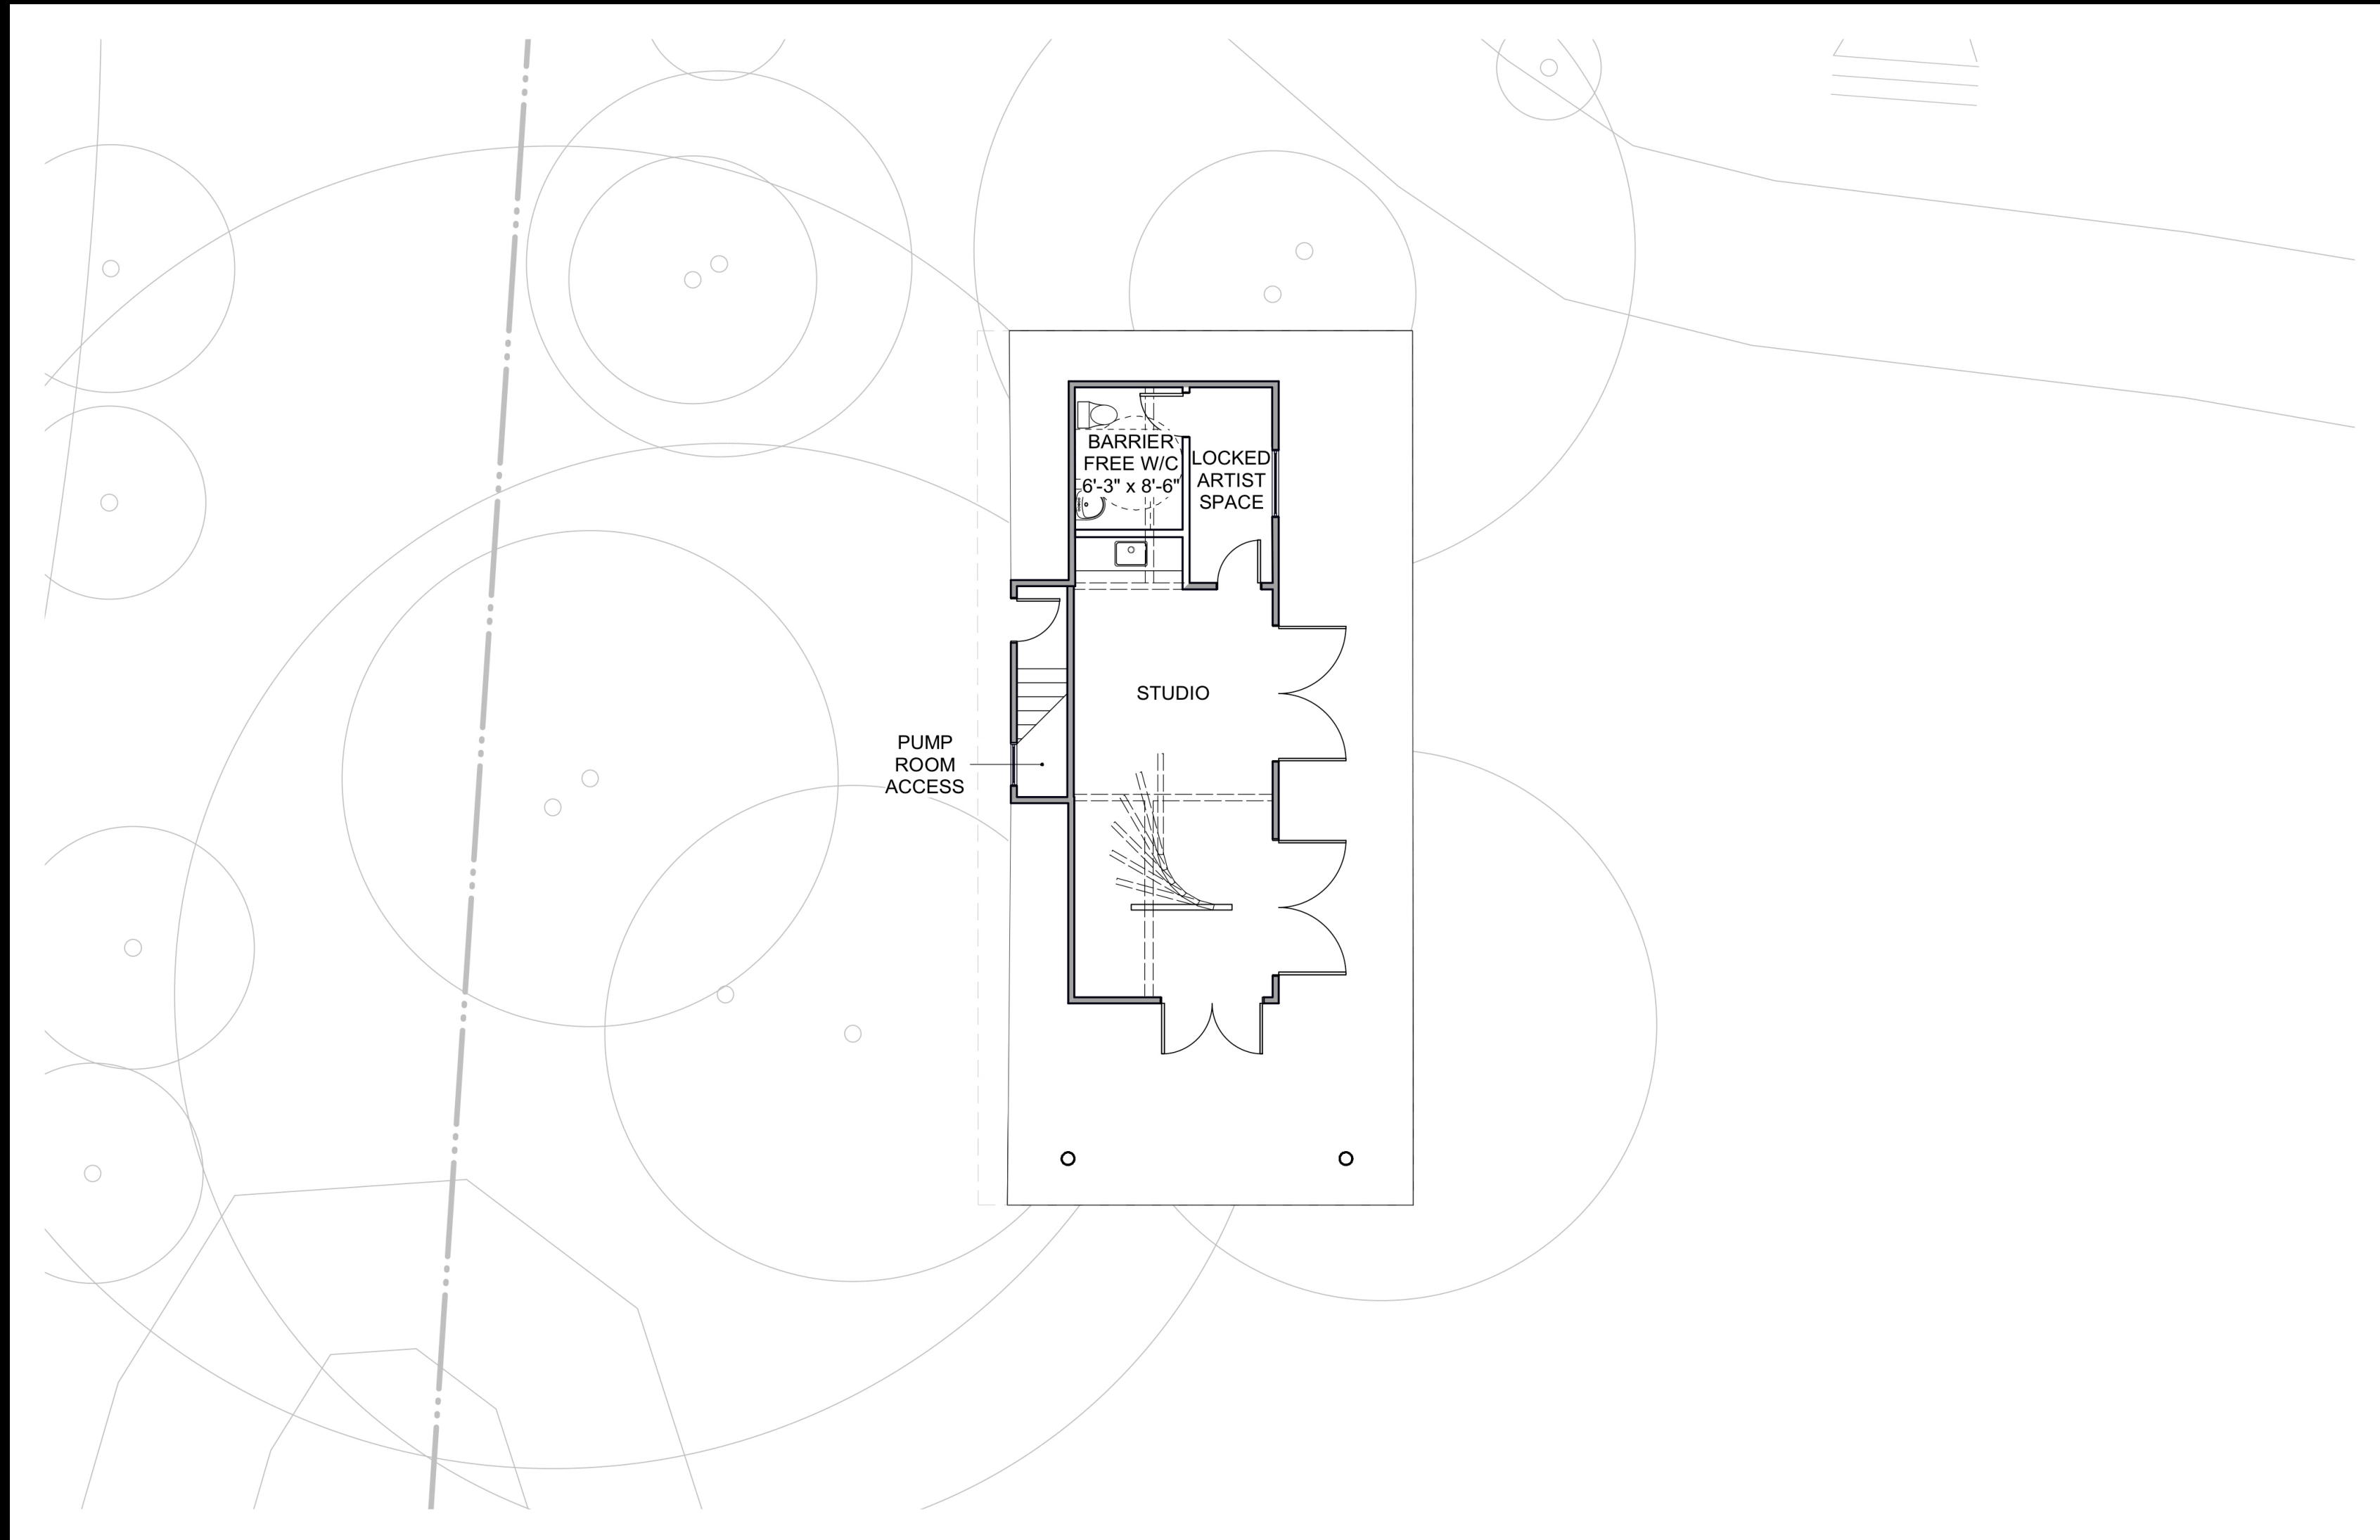 BARRIER
FREE W/C
6'-3" x 8'-6"
LOCKED
ARTIST
SPACE
STUDIO
PUMP
ROOM
ACCESS